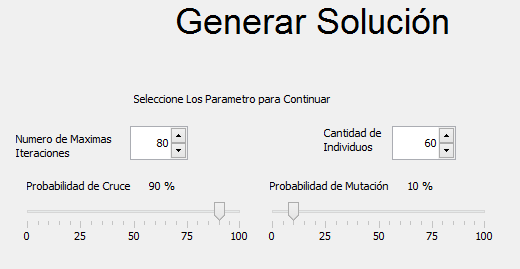 Generar Solución
Seleccione Los Parametro para Continuar
Numero de Maximas
Iteraciones
80
Cantidad de
Individuos
60
Probabilidad de Cruce 90 %
Probabilidad de Mutación 10 %
0 25 50 75 100
0 25 50 75 100